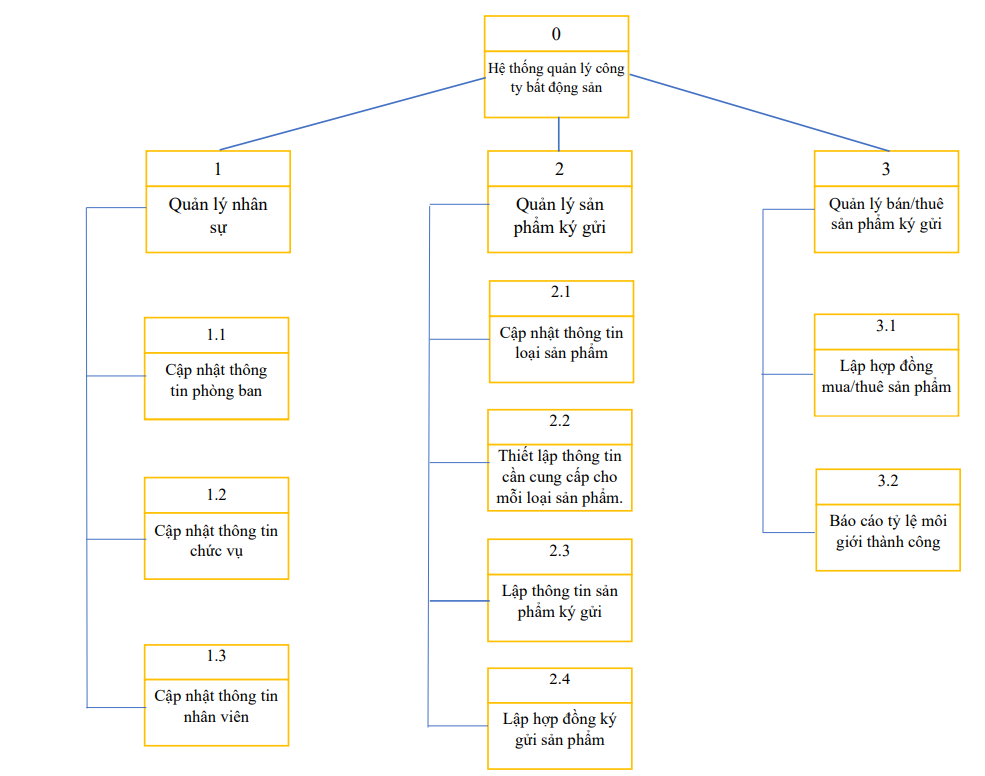 0
Hệ thống quản lý công
ty bất động sản
1
Quản lý nhân
sự
2
Quản lý sản
phẩm ký gửi
3
Quản lý bán/thuê
sản phẩm ký gửi
1.1
Cập nhật thông
tin phòng ban
1.2
Cập nhật thông tin
chức vụ
1.3
Cập nhật thông tin
nhân viên
2.1
Cập nhật thông tin
loại sản phẩm
2.2
Thiết lập thông tin
cần cung cấp cho
mỗi loại sản phẩm.
2.3
Lập thông tin sản
phẩm ký gửi
2.4
Lập hợp đồng ký
gửi sản phẩm
3.1
Lập hợp đồng
mua/thuê sản phẩm
3.2
Báo cáo tỷ lệ môi
giới thành công